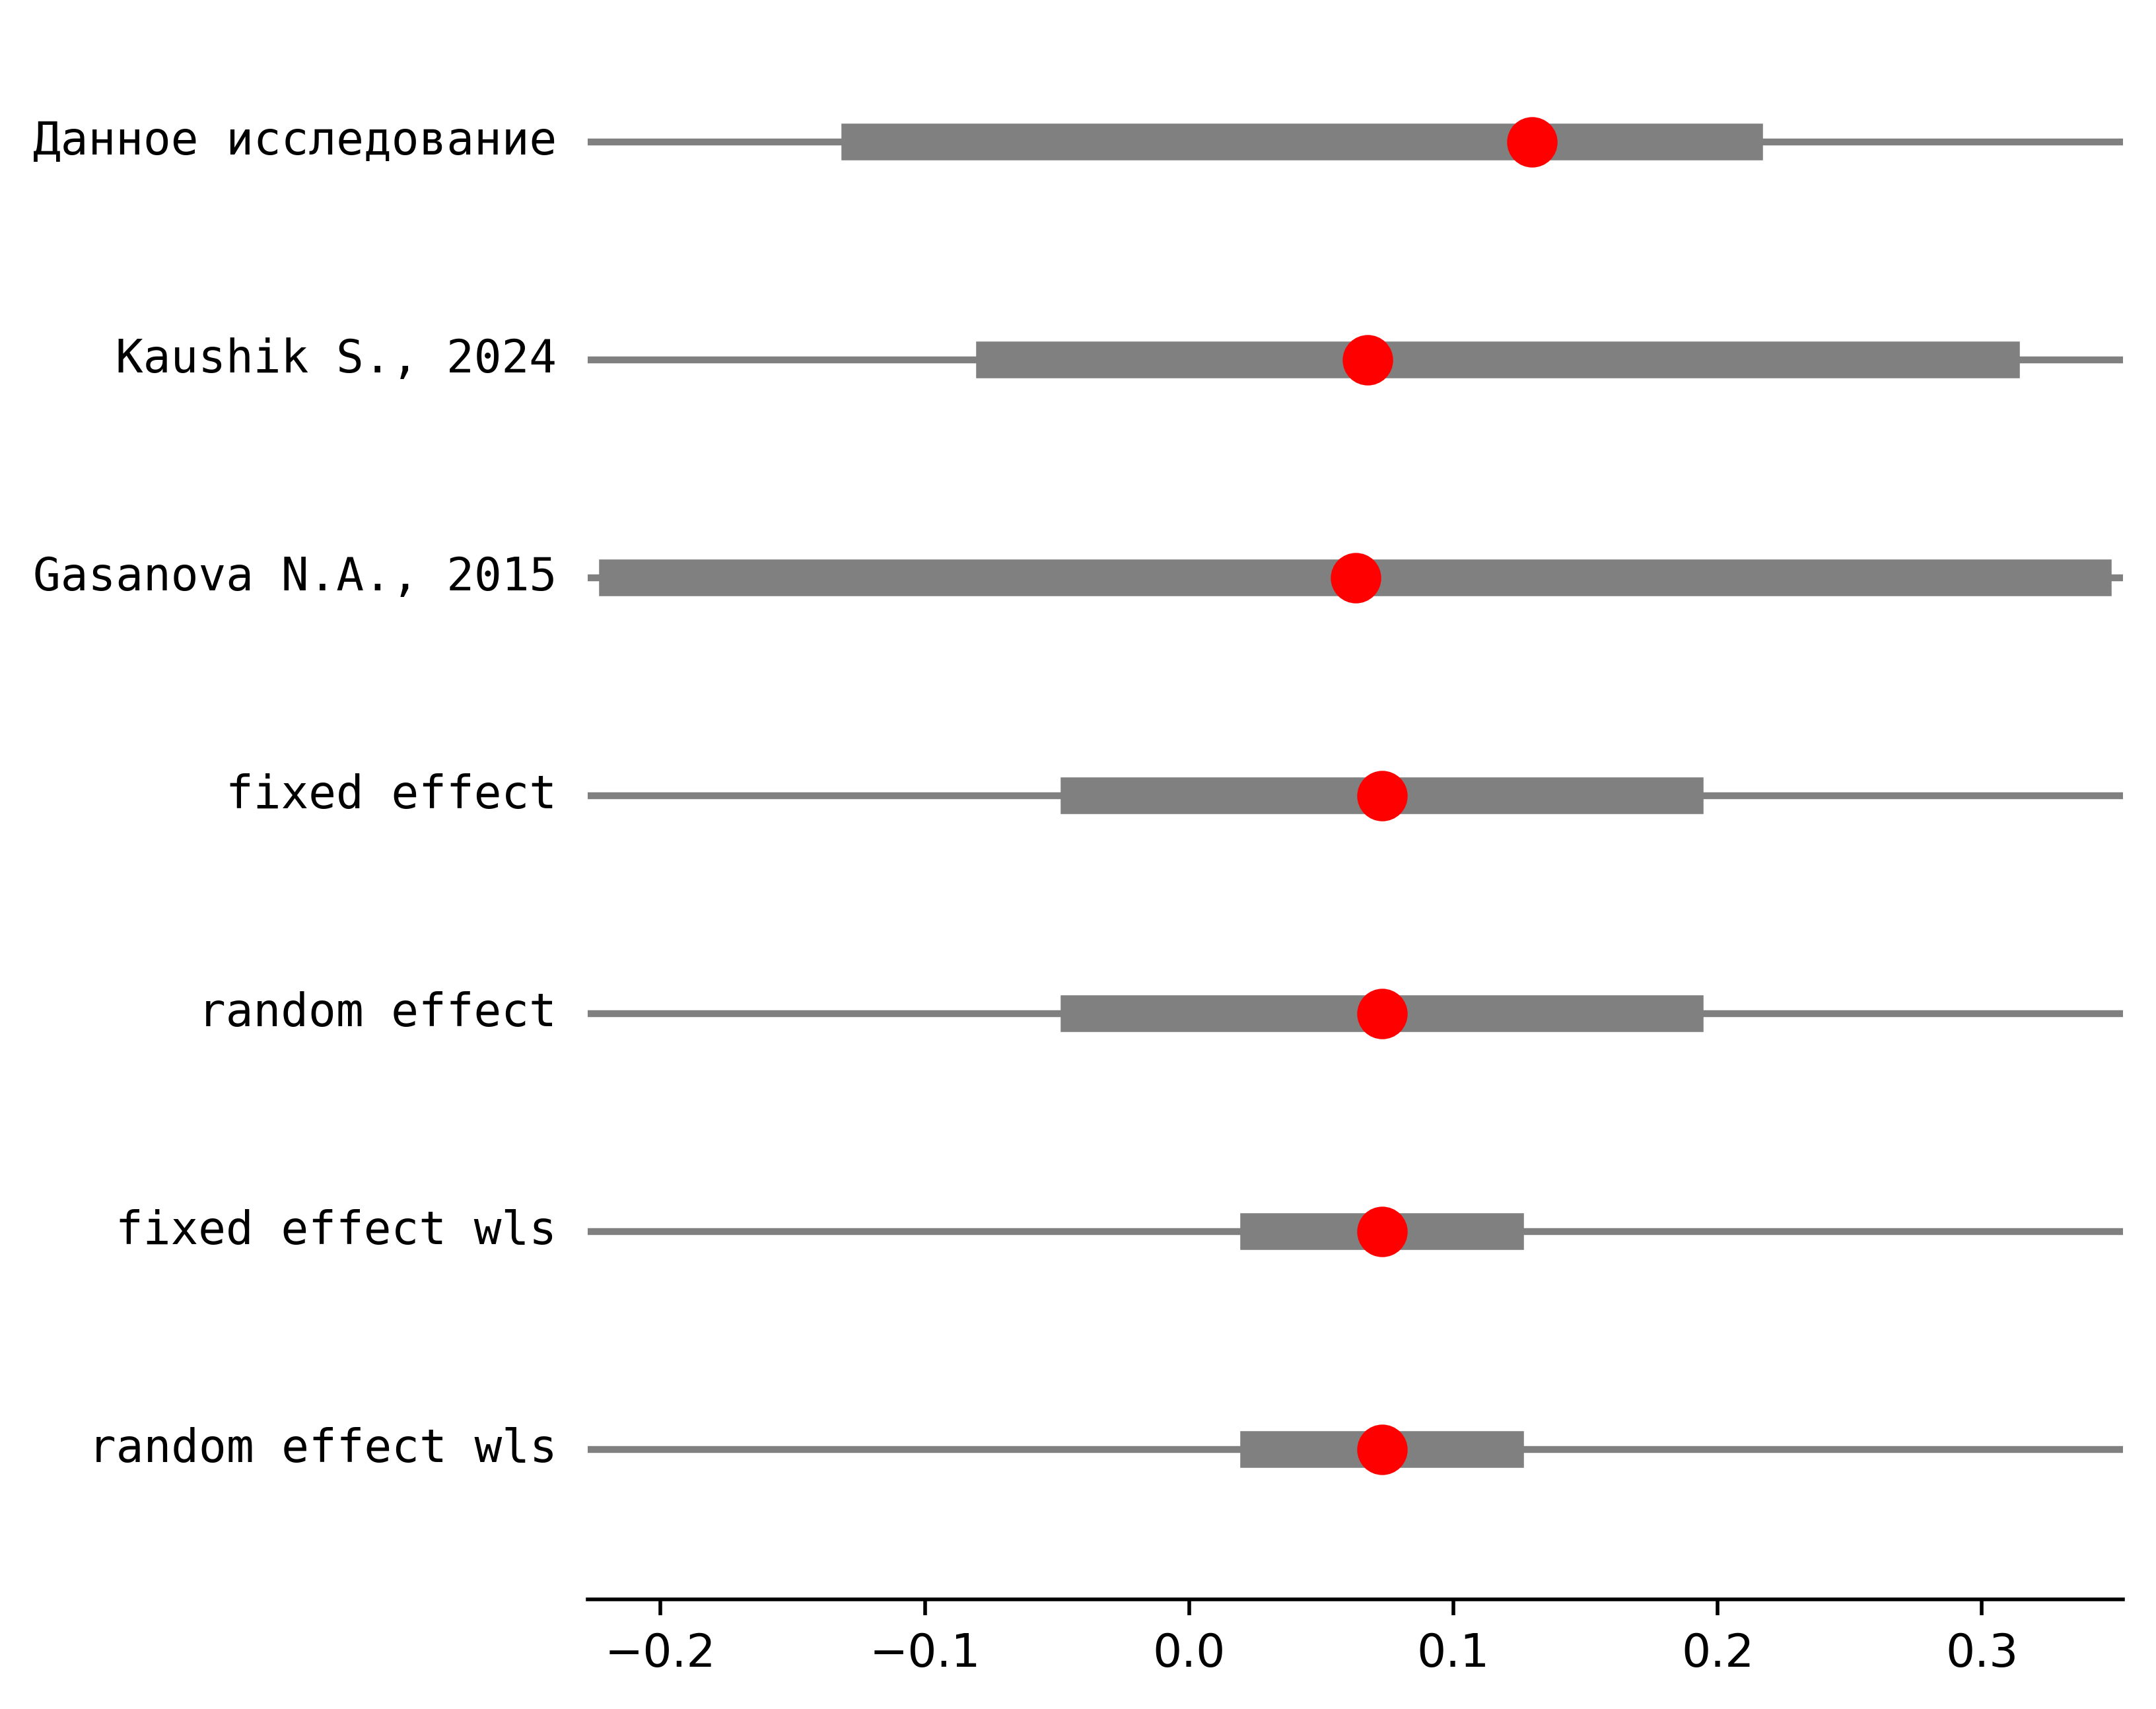 Данное исследование
Kaushik S., 2024
Gasanova N.A., 2015
fixed effect
random effect
fixed effect wls
random effect wls
−0.2 −0.1 0.0 0.1 0.2 0.3